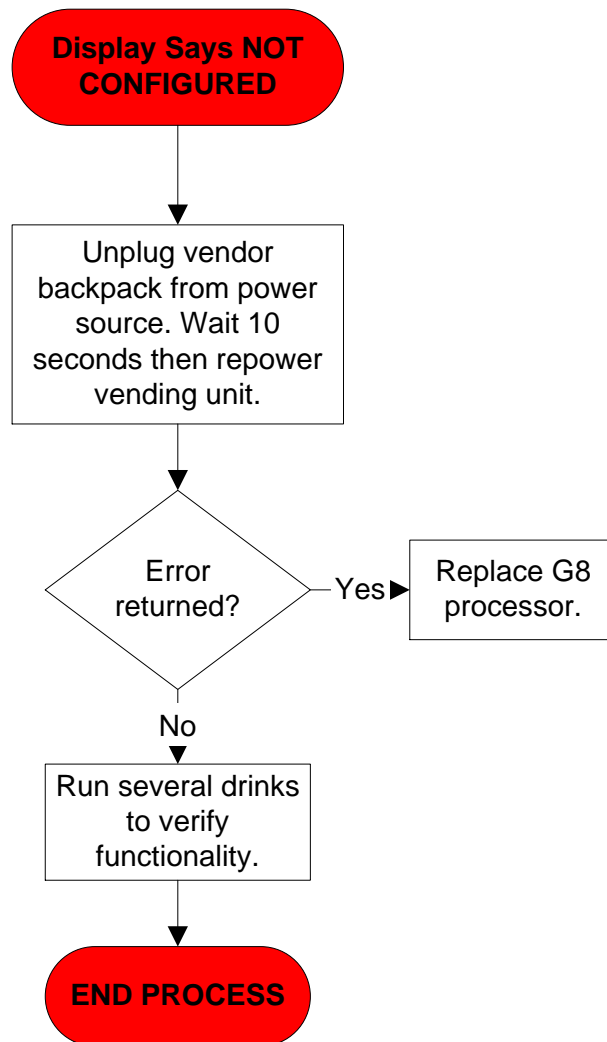 Display Says NOT
CONFIGURED
Unplug vendor
backpack from power
source. Wait 10
seconds then repower
vending unit.
Error
returned?
Yes
Replace G8
processor.
No
Run several drinks
to verify
functionality.
END PROCESS